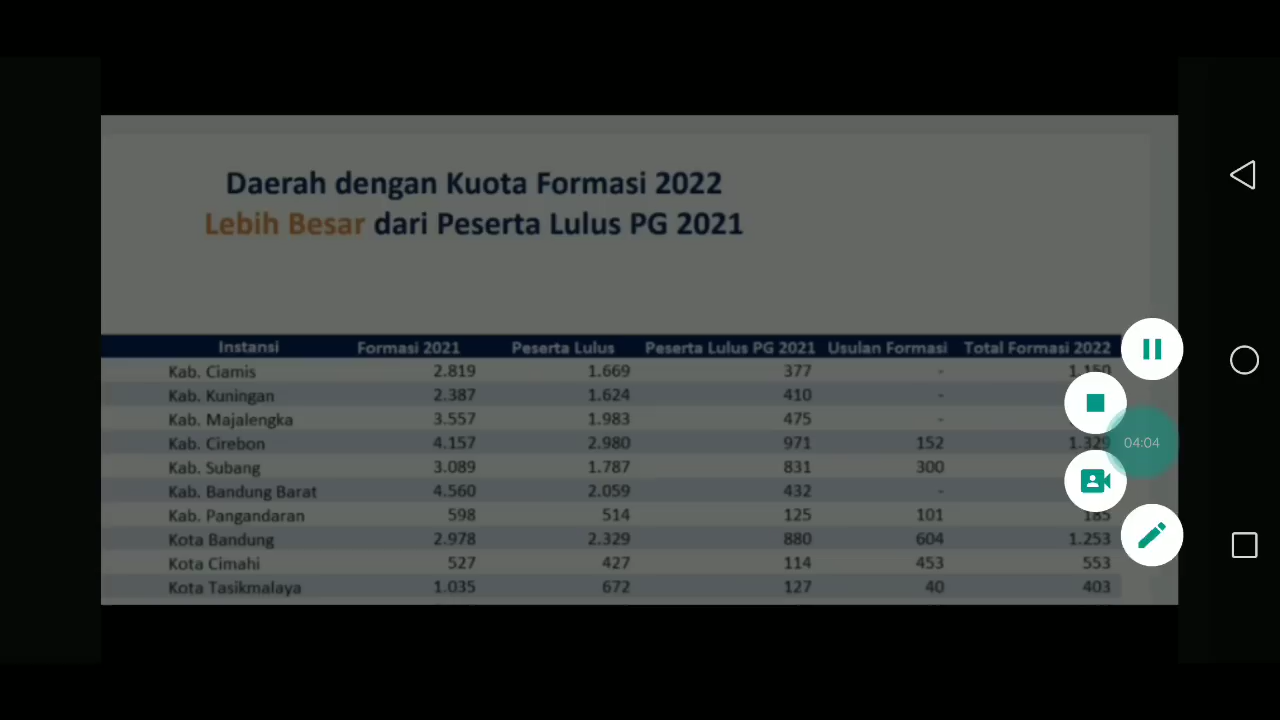 Daerah dengan Kuota Formasi 2022
Lebih Besar dari Peserta Lulus PG 2021
Instansi Formasi 2021 Peserta Lulus Peserta Lulus PG 2021 Usulan Formasi Total Formasi 2022
Kab. Ciamis 2.819 1.669 377 - 1.150
Kab. Kuningan 2.387 1.624 410 -
Kab. Majalengka 3.557 1.983 475 -
Kab. Cirebon 4.157 2.980 971 152 1.329
04:04
Kab. Subang 3.089 1.787 831 300
Kab. Bandung Barat 4.560 2.059 432 -
Kab. Pangandaran 598 514 125 101 185
Kota Bandung 2.978 2.329 880 604 1.253
Kota Cimahi 527 427 114 453 553
Kota Tasikmalaya 1.035 672 127 40 403